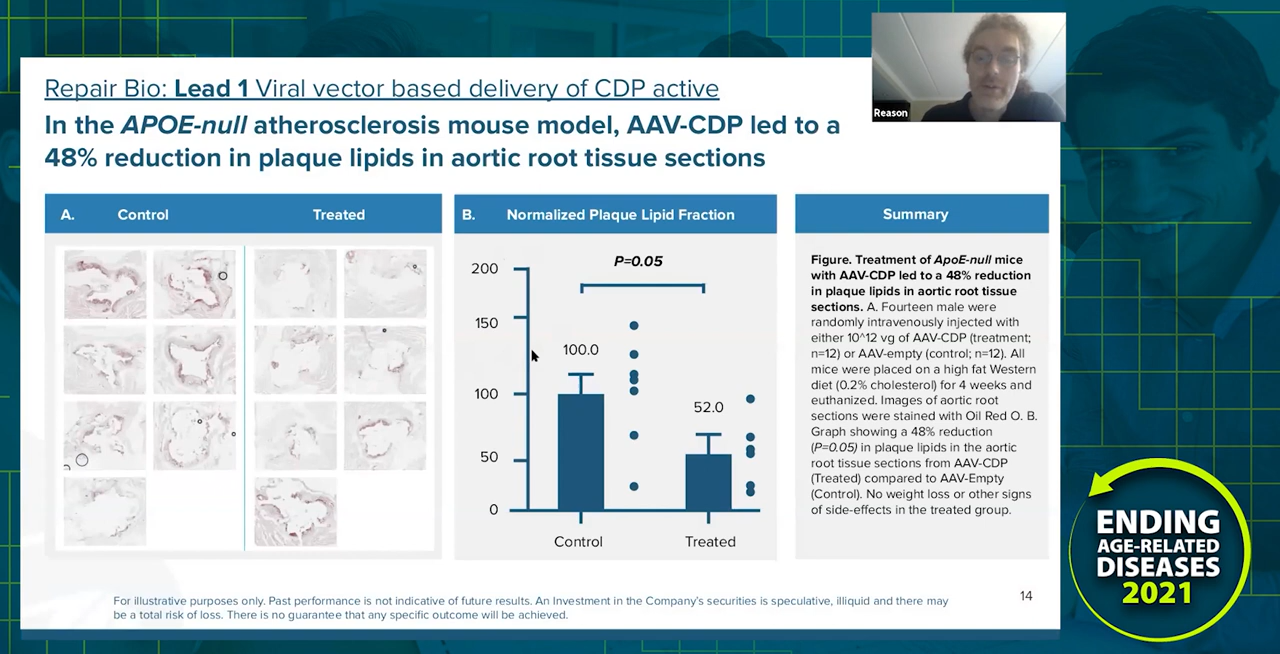 Repair Bio: Lead 1 Viral vector based delivery of CDP active
In the APOE-null atherosclerosis mouse model, AAV-CDP led to a
48% reduction in plaque lipids in aortic root tissue sections
Reason
A. Control Treated
B. Normalized Plaque Lipid Fraction
P=0.05
200
150
100
50
0
100.0
52.0
Control Treated
Summary
Figure. Treatment of ApoE-null mice
with AAV-CDP led to a 48% reduction
in plaque lipids in aortic root tissue
sections. A. Fourteen male were
randomly intravenously injected with
either 10^12 vg of AAV-CDP (treatment;
n=12) or AAV-empty (control; n=12). All
mice were placed on a high fat Western
diet (0.2% cholesterol) for 4 weeks and
euthanized. Images of aortic root
sections were stained with Oil Red O. B.
Graph showing a 48% reduction
(P=0.05) in plaque lipids in the aortic
root tissue sections from AAV-CDP
(Treated) compared to AAV-Empty
(Control). No weight loss or other signs
of side-effects in the treated group.
For illustrative purposes only. Past performance is not indicative of future results. An Investment in the Company's securities is speculative, illiquid and there may
be a total risk of loss. There is no guarantee that any specific outcome will be achieved.
14
ENDING
AGE-RELATED
DISEASES
2021